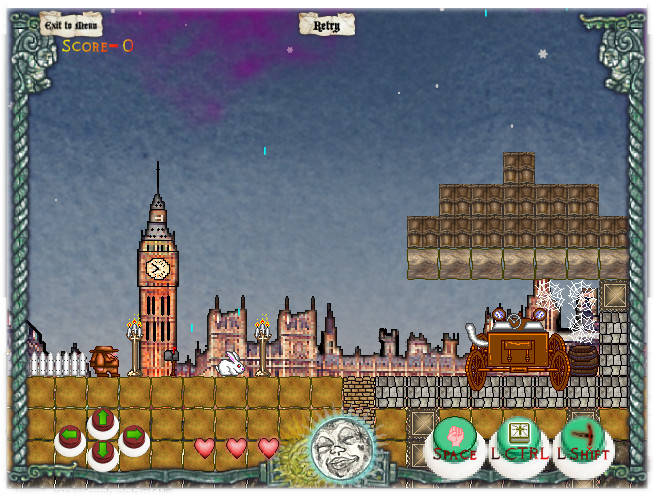 Exit to Menu
Retry
Score- 0
Space
L CTRL
L Shift